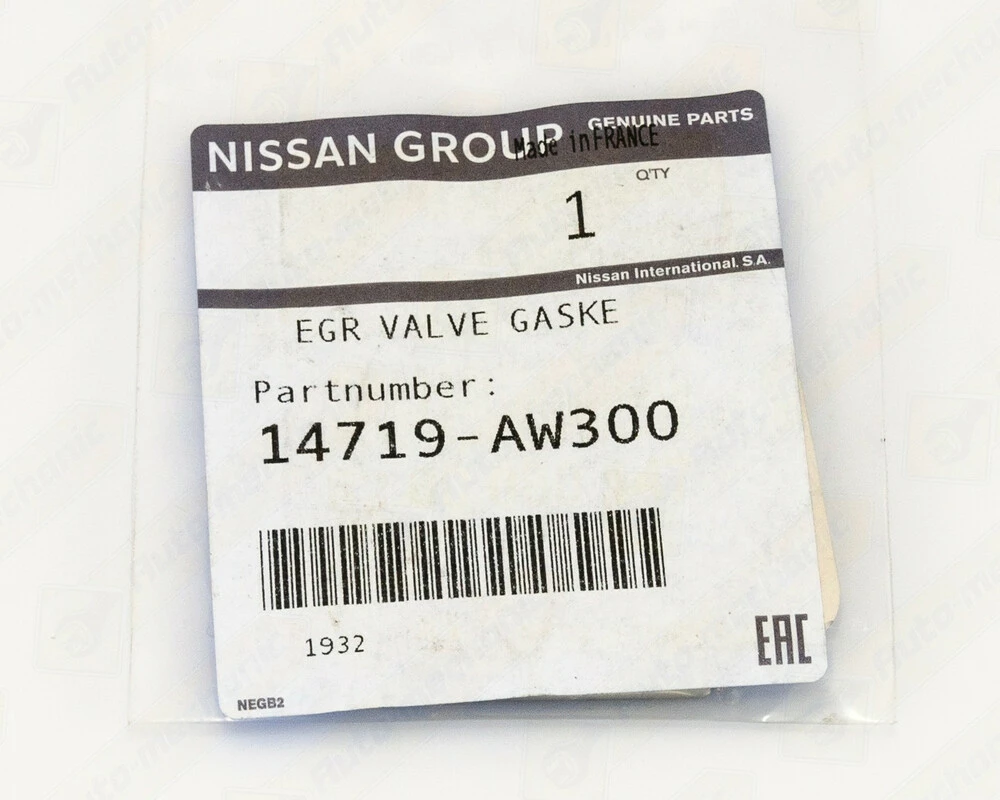 NISSAN GROUP GENUINE PARTS
Made in FRANCE
Q'TY
1
Nissan International. S.A.
EGR VALVE GASKE
Partnumber:
14719-AW300
1932
EAC
NEGB2